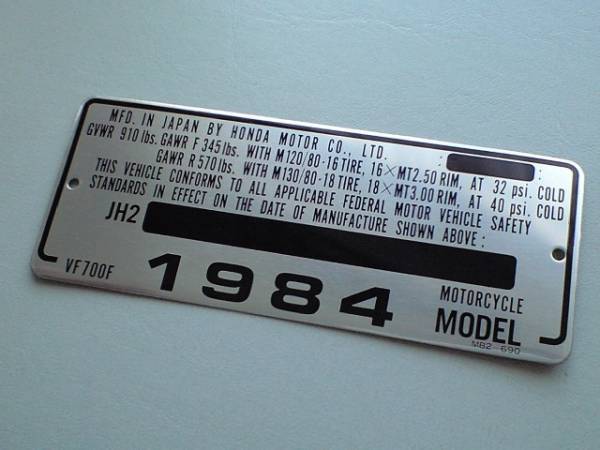 MFD. IN JAPAN BY HONDA MOTOR CO., LTD. :
GVWR 910 lbs. GAWR F 345 lbs. WITH M120/80-16 TIRE, 16×MT2.50 RIM, AT 32 psi. COLD
GAWR R 570 lbs. WITH M130/80-18 TIRE, 18×MT3.00 RIM, AT 40 psi. COLD
THIS VEHICLE CONFORMS TO ALL APPLICABLE FEDERAL MOTOR VEHICLE SAFETY
STANDARDS IN EFFECT ON THE DATE OF MANUFACTURE SHOWN ABOVE :
JH2
VF700F
1984
MOTORCYCLE
MODEL
MB2-690